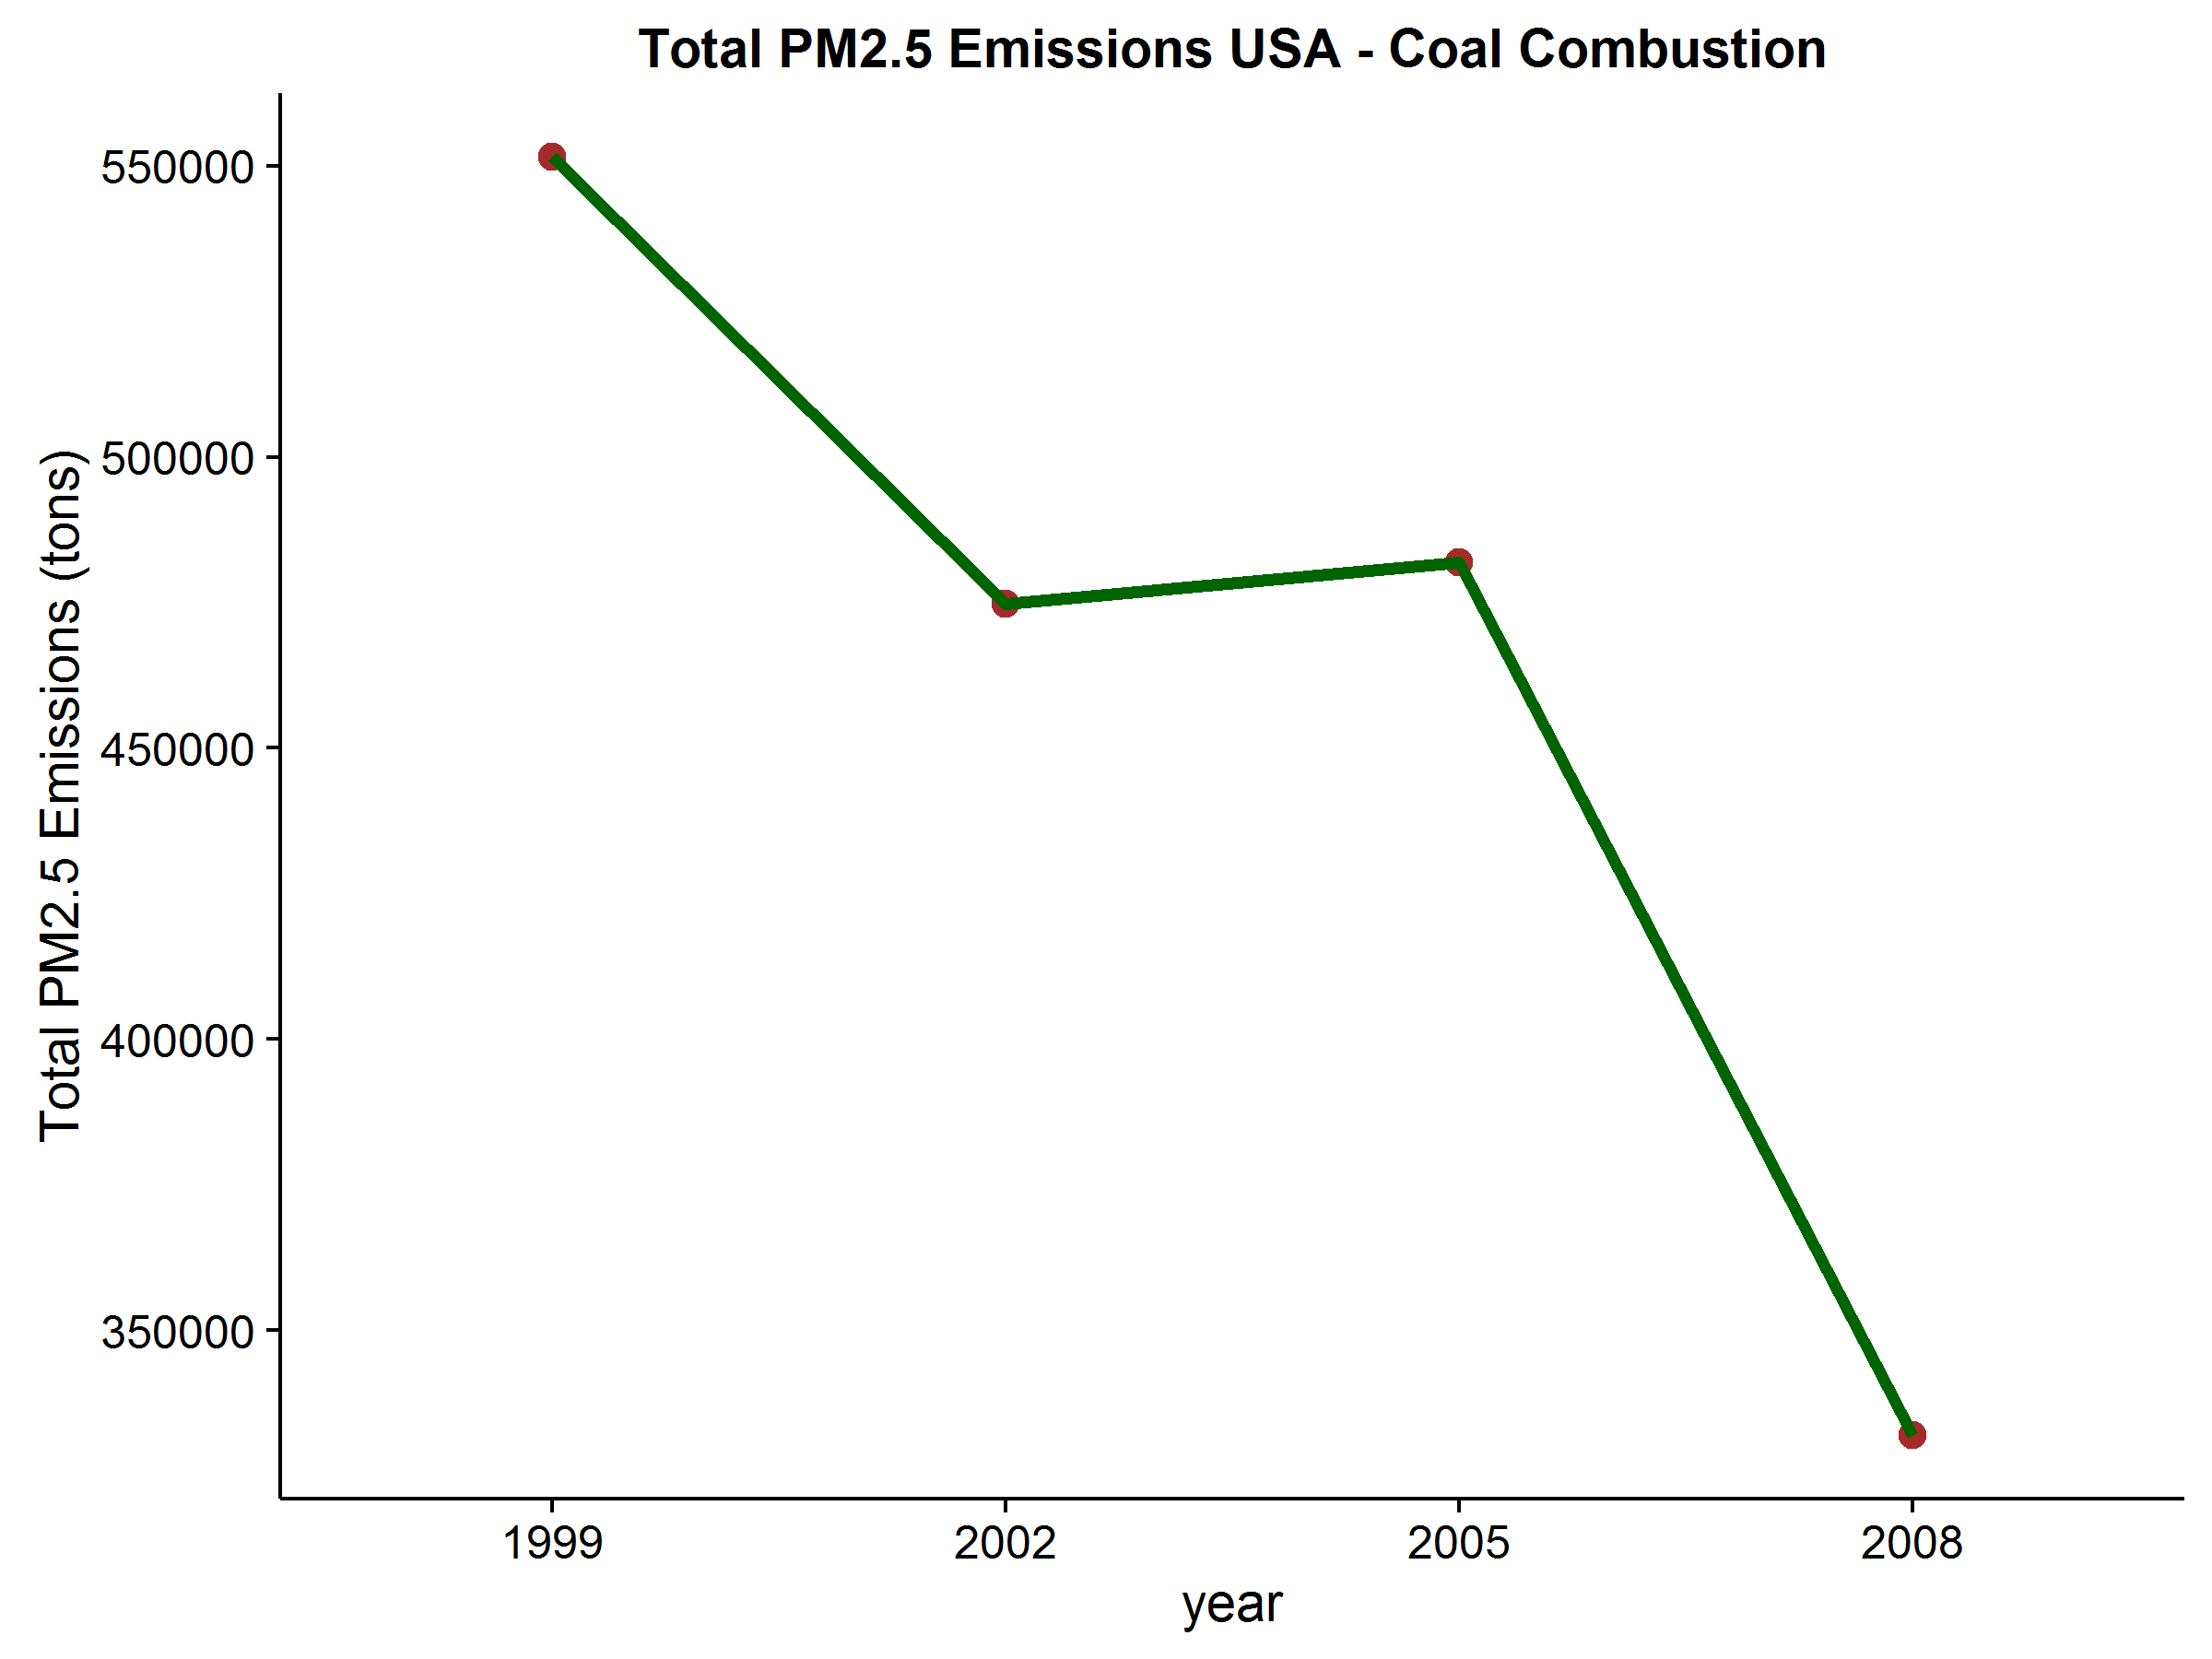 Total PM2.5 Emissions USA - Coal Combustion
Total PM2.5 Emissions (tons)
550000
500000
450000
400000
350000
1999 2002 2005 2008
year